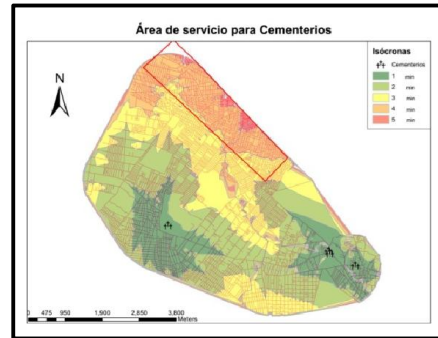 Área de servicio para Cementerios
Isócronas
Cementerios
1 min
2 min
3 min
4 min
5 min
N
0 475 950 1,900 2,850 3,800
Meters